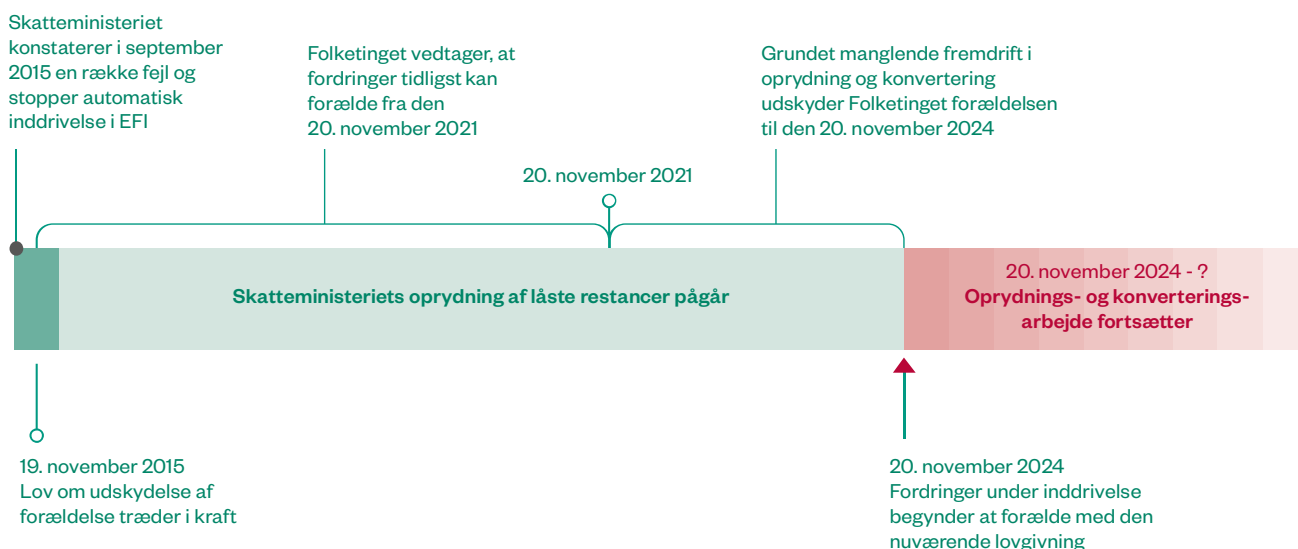 Skatteministeriet
konstaterer i september
2015 en række fejl og
stopper automatisk
inddrivelse i EFI
Folketinget vedtager, at
fordringer tidligst kan
forælde fra den
20. november 2021
Grundet manglende fremdrift i
oprydning og konvertering
udskyder Folketinget forældelsen
til den 20. november 2024
20. november 2021
Skatteministeriets oprydning af låste restancer pågår
20. november 2024 - ?
Oprydnings- og konverterings-
arbejde fortsætter
19. november 2015
Lov om udskydelse af
forældelse træder i kraft
20. november 2024
Fordringer under inddrivelse
begynder at forælde med den
nuværende lovgivning